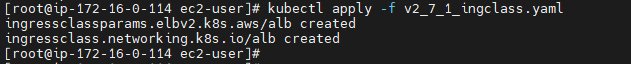 [root@ip-172-16-0-114 ec2-user]# kubectl apply -f v2_7_1_ingclass.yaml
ingressclassparams.elbv2.k8s.aws/alb created
ingressclass.networking.k8s.io/alb created
[root@ip-172-16-0-114 ec2-user]#